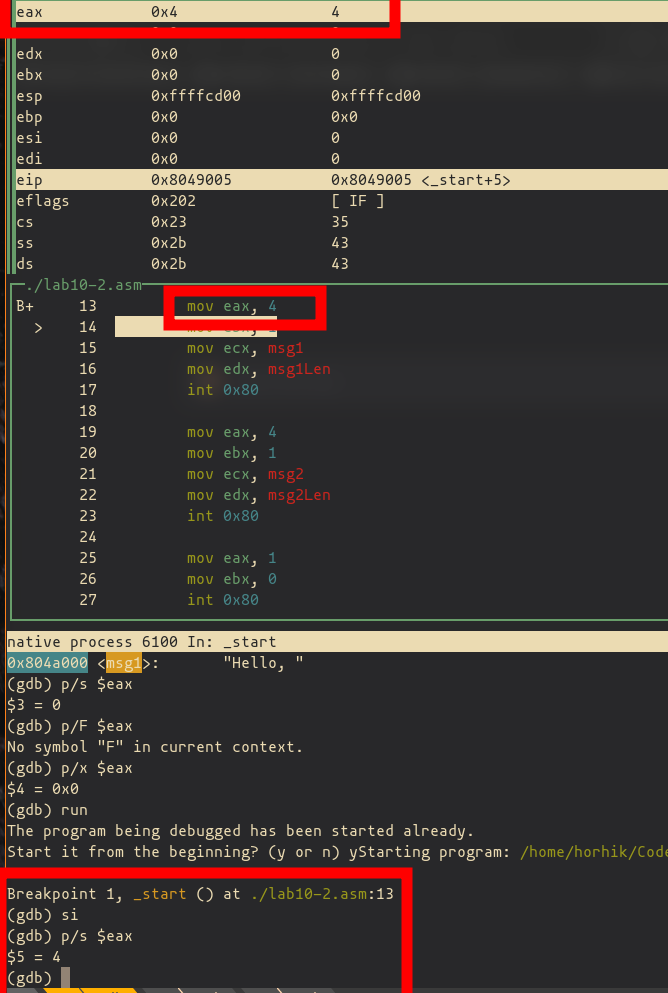 eax 0x4 4
edx 0x0 0
ebx 0x0 0
esp 0xffffcd00 0xffffcd00
ebp 0x0 0x0
esi 0x0 0
edi 0x0 0
eip 0x8049005 0x8049005 <_start+5>
eflags 0x202 [ IF ]
cs 0x23 35
ss 0x2b 43
ds 0x2b 43
./lab10-2.asm
B+ 13 mov eax, 4
> 14
15 mov ecx, msg1
16 mov edx, msg1Len
17 int 0x80
18
19 mov eax, 4
20 mov ebx, 1
21 mov ecx, msg2
22 mov edx, msg2Len
23 int 0x80
24
25 mov eax, 1
26 mov ebx, 0
27 int 0x80
native process 6100 In: _start
0x804a000 <msg1>: "Hello, "
(gdb) p/s $eax
$3 = 0
(gdb) p/F $eax
No symbol "F" in current context.
(gdb) p/x $eax
$4 = 0x0
(gdb) run
The program being debugged has been started already.
Start it from the beginning? (y or n) yStarting program: /home/horhik/Code
Breakpoint 1, _start () at ./lab10-2.asm:13
(gdb) si
(gdb) p/s $eax
$5 = 4
(gdb)